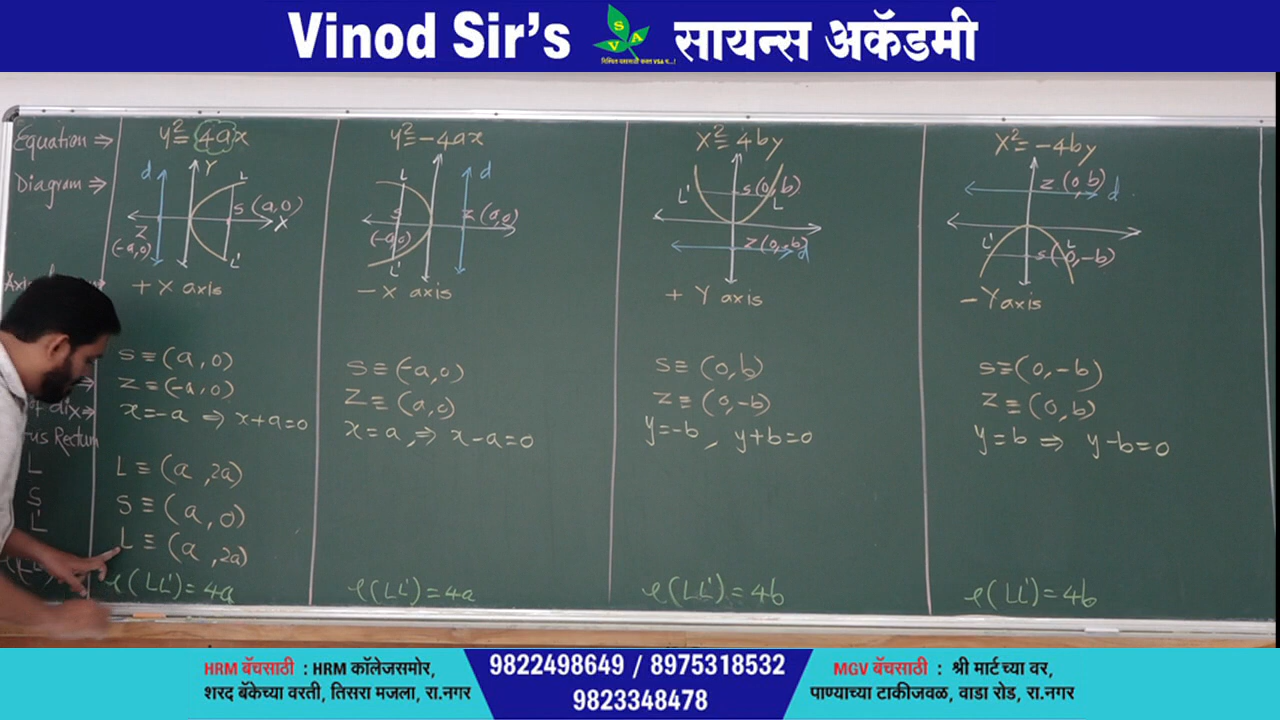 Vinod Sir's SVA सायन्स अकॅडमी
Equation ⇒
y²=4ax
y²=-4ax
x²=4by
x²=-4by
Diagram ⇒
d Y L
S (a,0)
X
Z
(-a,0)
L'
L d
S Z (a,0)
(-a,0)
L'
L' S(0,b)
L
Z(0,-b)
d
Z(0,b)
d
L' L
S(0,-b)
+ X axis
- X axis
+ Y axis
- Y axis
S ≡ (a,0)
S ≡ (-a,0)
S ≡ (0,b)
S ≡ (0,-b)
Z ≡ (-a,0)
Z ≡ (a,0)
Z ≡ (0,-b)
Z ≡ (0,b)
x=-a ⇒ x+a=0
x=a, ⇒ x-a=0
y=-b, y+b=0
y=b ⇒ y-b=0
Rectum
L
L ≡ (a,2a)
S
S ≡ (a,0)
L'
L ≡ (a,2a)
l(LL')=4a
l(LL')=4a
l(LL')=4b
l(LL')=4b
HRM बॅचसाठी : HRM कॉलेजसमोर,
शरद बँकेच्या वरती, तिसरा मजला, रा.नगर
9822498649 / 8975318532
9823348478
MGV बॅचसाठी : श्री मार्टच्या वर,
पाण्याच्या टाकीजवळ, वाडा रोड, रा.नगर